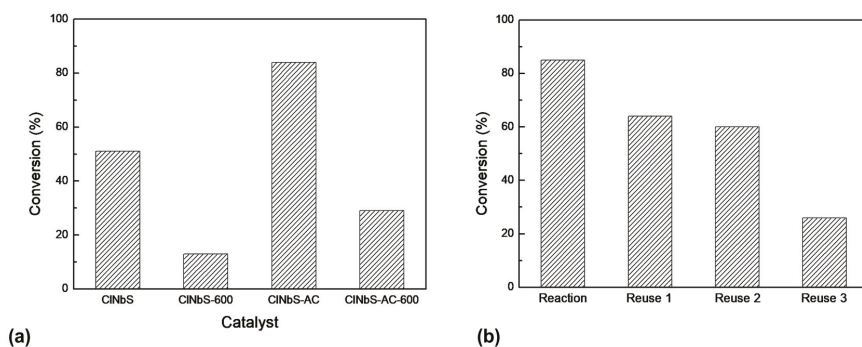 100
80
60
40
20
0
Conversion (%)
ClNbS ClNbS-600 ClNbS-AC ClNbS-AC-600
Catalyst
(a)
100
80
60
40
20
0
Conversion (%)
Reaction Reuse 1 Reuse 2 Reuse 3
(b)